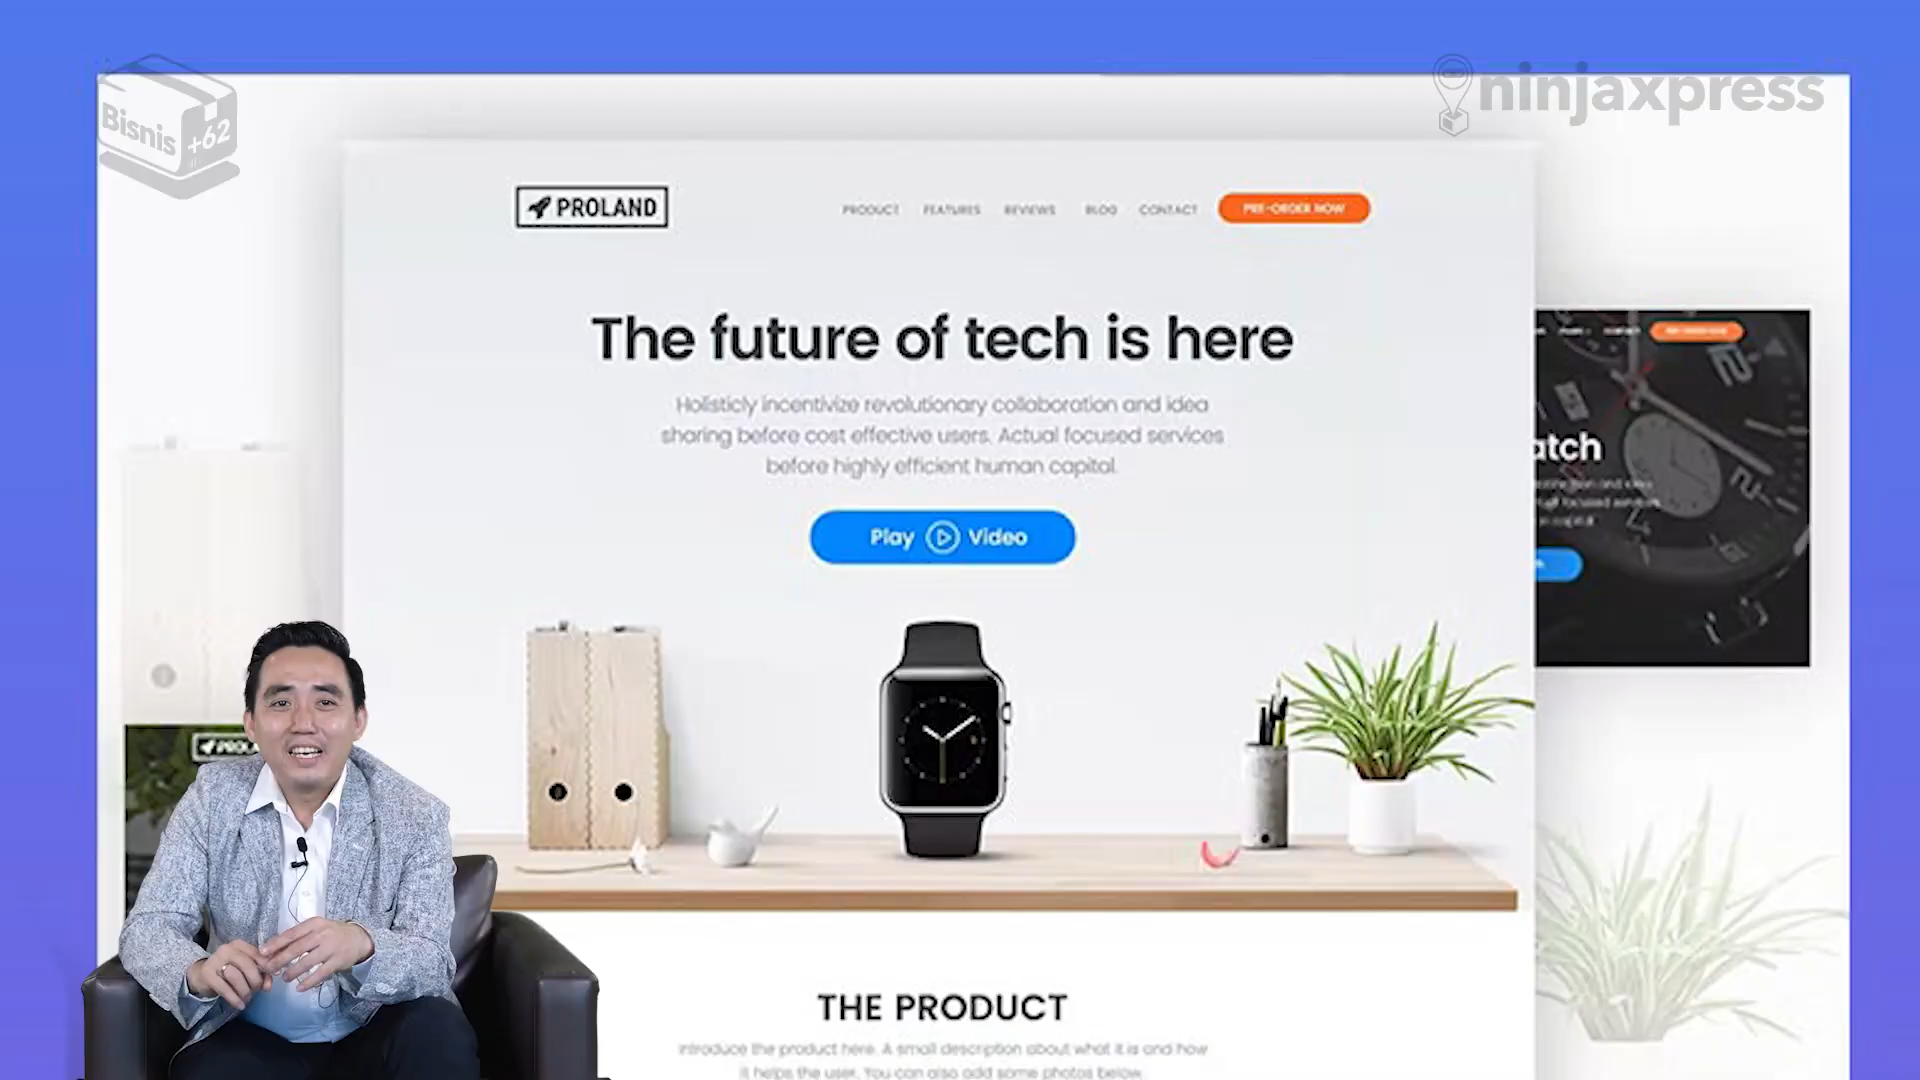 Bisnis +62
ninjaxpress
PROLAND
PRODUCT FEATURES REVIEWS BLOG CONTACT PRE-ORDER NOW
The future of tech is here
Holisticly incentivize revolutionary collaboration and idea
sharing before cost effective users. Actual focused services
before highly efficient human capital.
Play Video
atch
PROLA
THE PRODUCT
Introduce the product here. A small description about what it is and how
it helps the user. You can also add some photos below.